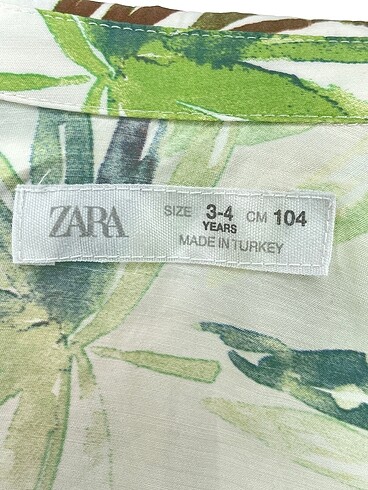 ZARA
SIZE 3-4 CM 104
YEARS
MADE IN TURKEY